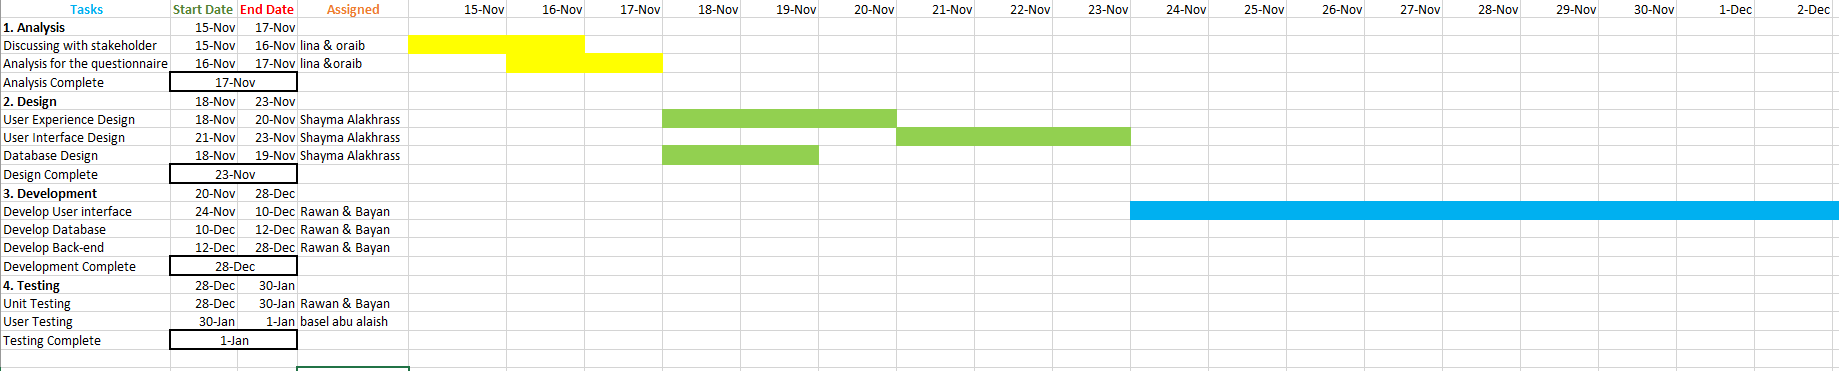 Tasks Start Date End Date Assigned 15-Nov 16-Nov 17-Nov 18-Nov 19-Nov 20-Nov 21-Nov 22-Nov 23-Nov 24-Nov 25-Nov 26-Nov 27-Nov 28-Nov 29-Nov 30-Nov 1-Dec 2-Dec
1. Analysis 15-Nov 17-Nov
Discussing with stakeholder 15-Nov 16-Nov lina & oraib
Analysis for the questionnaire 16-Nov 17-Nov lina &oraib
Analysis Complete 17-Nov
2. Design 18-Nov 23-Nov
User Experience Design 18-Nov 20-Nov Shayma Alakhrass
User Interface Design 21-Nov 23-Nov Shayma Alakhrass
Database Design 18-Nov 19-Nov Shayma Alakhrass
Design Complete 23-Nov
3. Development 20-Nov 28-Dec
Develop User interface 24-Nov 10-Dec Rawan & Bayan
Develop Database 10-Dec 12-Dec Rawan & Bayan
Develop Back-end 12-Dec 28-Dec Rawan & Bayan
Development Complete 28-Dec
4. Testing 28-Dec 30-Jan
Unit Testing 28-Dec 30-Jan Rawan & Bayan
User Testing 30-Jan 1-Jan basel abu alaish
Testing Complete 1-Jan